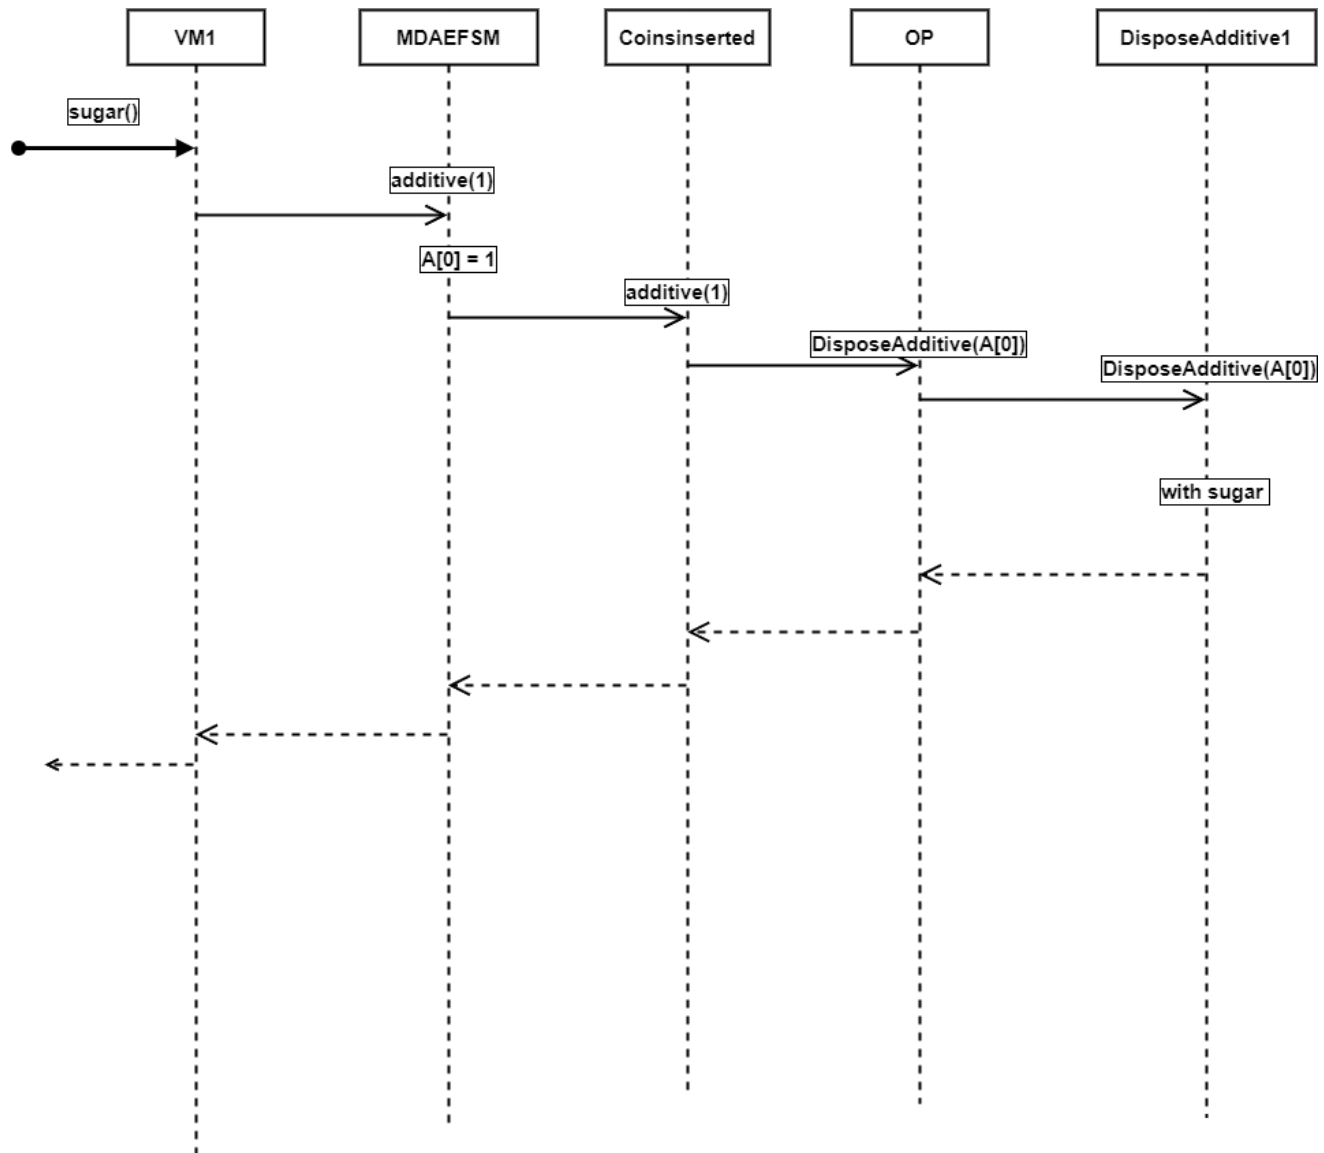 VM1
MDAEFSM
Coinsinserted
OP
DisposeAdditive1
sugar()
additive(1)
A[0] = 1
additive(1)
DisposeAdditive(A[0])
DisposeAdditive(A[0])
with sugar